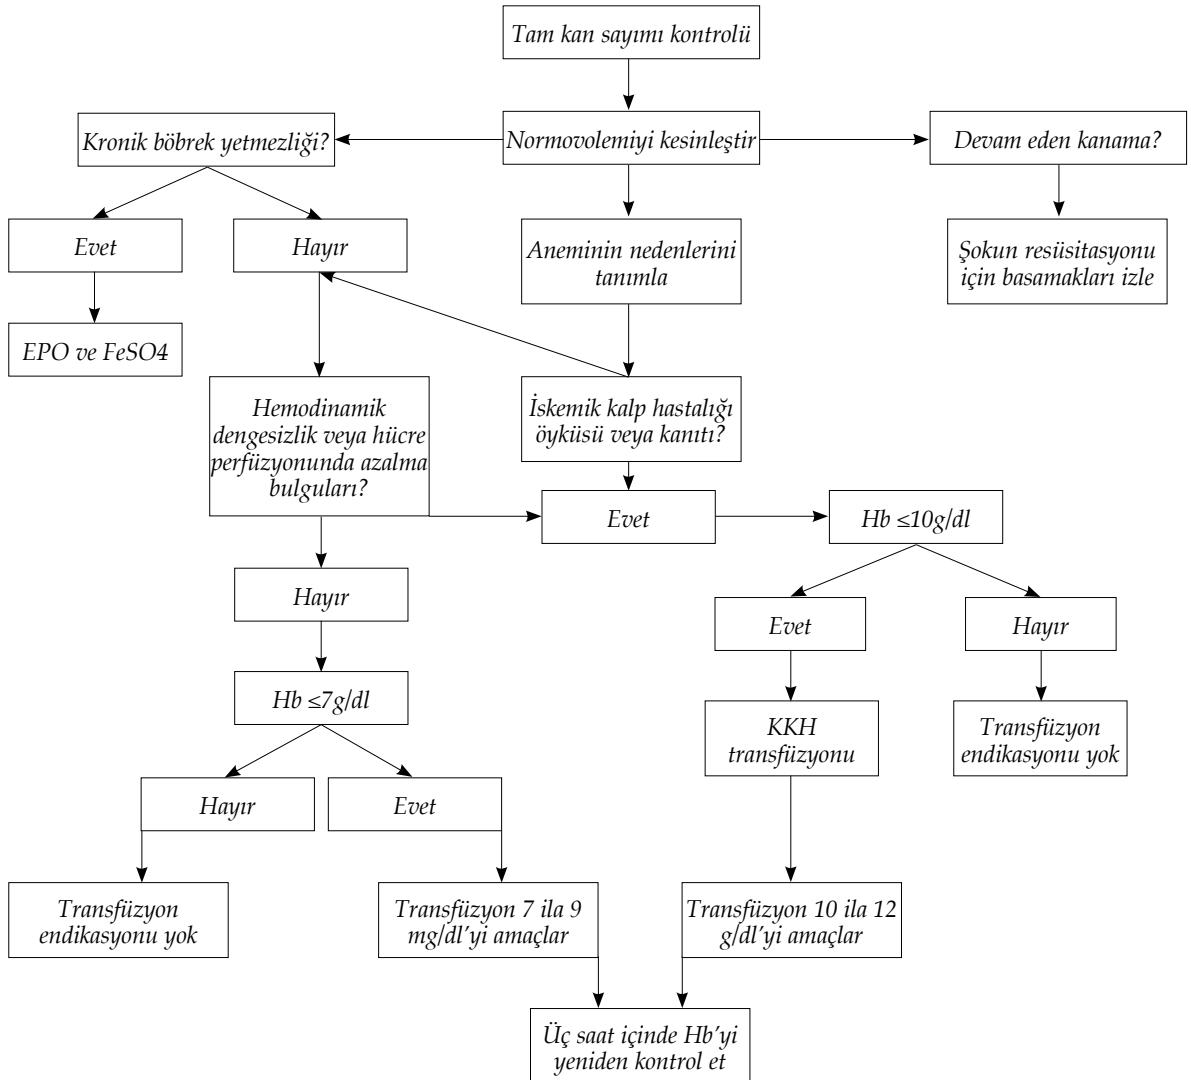 Tam kan sayımı kontrolü
Kronik böbrek yetmezliği?
Normovolemiyi kesinleştir
Devam eden kanama?
Evet
Hayır
Aneminin nedenlerini
tanımla
Şokun resüsitasyonu
için basamakları izle
EPO ve FeSO4
Hemodinamik
dengesizlik veya hücre
perfüzyonunda azalma
bulguları?
İskemik kalp hastalığı
öyküsü veya kanıtı?
Evet
Hb ≤10g/dl
Hayır
Evet
Hayır
Hb ≤7g/dl
KKH
transfüzyonu
Transfüzyon
endikasyonu yok
Hayır
Evet
Transfüzyon
endikasyonu yok
Transfüzyon 7 ila 9
mg/dl'yi amaçlar
Transfüzyon 10 ila 12
g/dl'yi amaçlar
Üç saat içinde Hb'yi
yeniden kontrol et